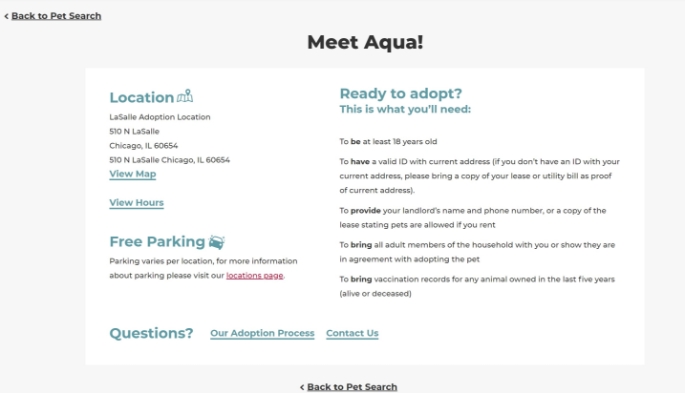 < Back to Pet Search
Meet Aqua!
Location
LaSalle Adoption Location
510 N LaSalle
Chicago, IL 60654
510 N LaSalle Chicago, IL 60654
View Map
View Hours
Free Parking
Parking varies per location, for more information
about parking please visit our locations page.
Ready to adopt?
This is what you'll need:
To be at least 18 years old
To have a valid ID with current address (if you don't have an ID with your
current address, please bring a copy of your lease or utility bill as proof
of current address).
To provide your landlord's name and phone number, or a copy of the
lease stating pets are allowed if you rent
To bring all adult members of the household with you or show they are
in agreement with adopting the pet
To bring vaccination records for any animal owned in the last five years
(alive or deceased)
Questions? Our Adoption Process Contact Us
< Back to Pet Search